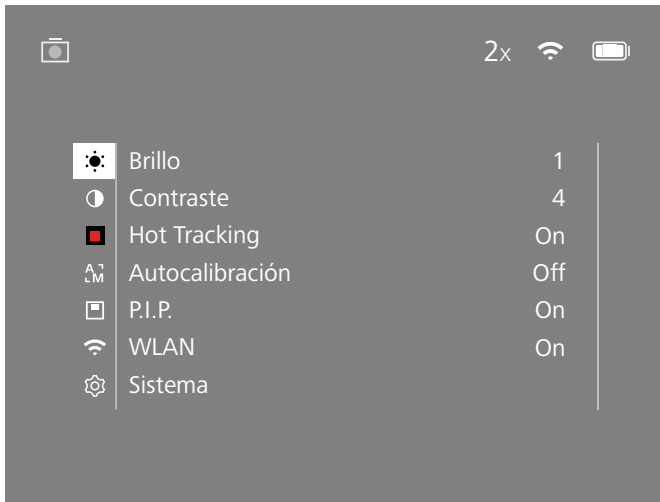 2x
Brillo 1
Contraste 4
Hot Tracking On
A M Autocalibración Off
P.I.P. On
WLAN On
Sistema